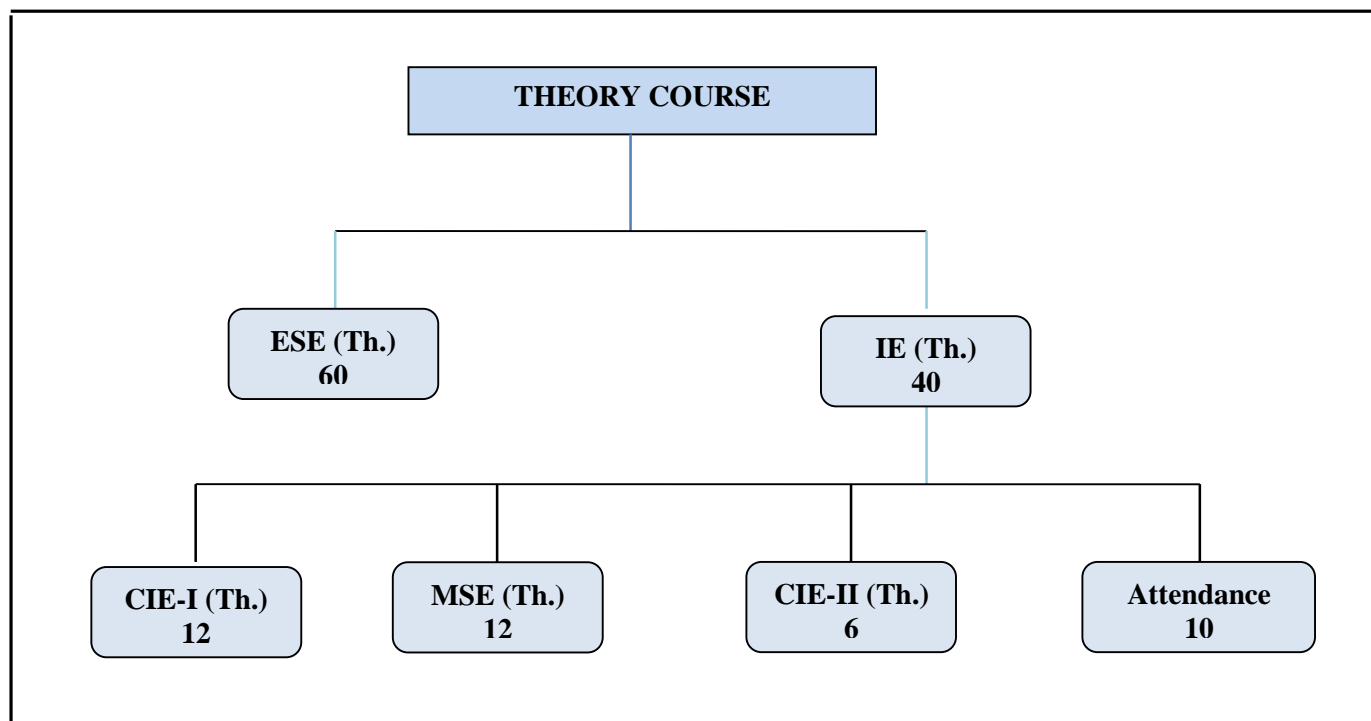 THEORY COURSE
ESE (Th.)
60
IE (Th.)
40
CIE-I (Th.)
12
MSE (Th.)
12
CIE-II (Th.)
6
Attendance
10